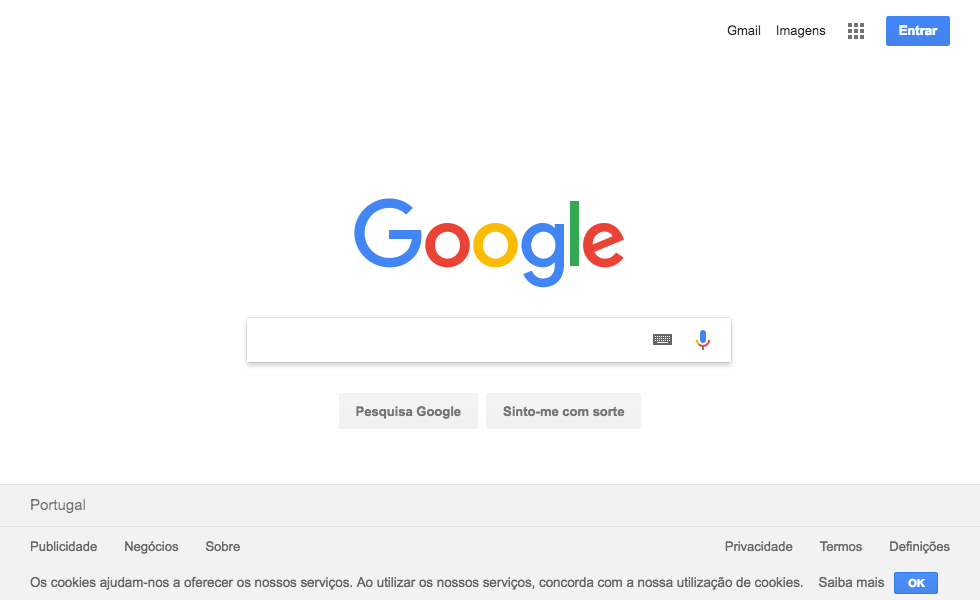 Gmail Imagens Entrar
Google
Pesquisa Google Sinto-me com sorte
Portugal
Publicidade Negócios Sobre Privacidade Termos Definições
Os cookies ajudam-nos a oferecer os nossos serviços. Ao utilizar os nossos serviços, concorda com a nossa utilização de cookies. Saiba mais OK